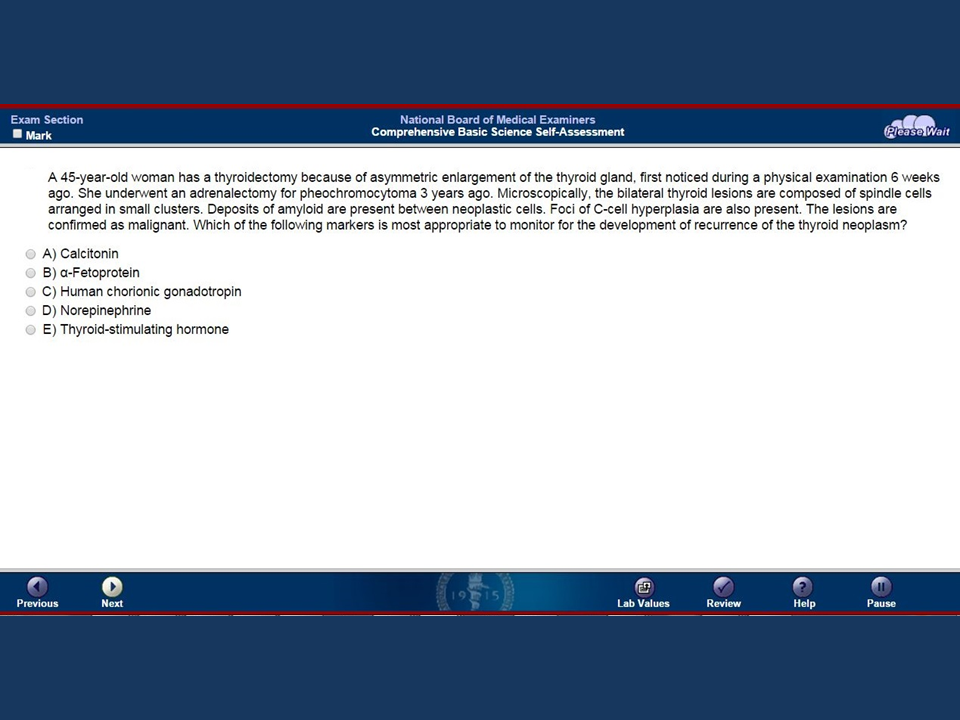 Exam Section
National Board of Medical Examiners
Mark
Comprehensive Basic Science Self-Assessment
Please Wait
A 45-year-old woman has a thyroidectomy because of asymmetric enlargement of the thyroid gland, first noticed during a physical examination 6 weeks
ago. She underwent an adrenalectomy for pheochromocytoma 3 years ago. Microscopically, the bilateral thyroid lesions are composed of spindle cells
arranged in small clusters. Deposits of amyloid are present between neoplastic cells. Foci of C-cell hyperplasia are also present. The lesions are
confirmed as malignant. Which of the following markers is most appropriate to monitor for the development of recurrence of the thyroid neoplasm?
A) Calcitonin
B) α-Fetoprotein
C) Human chorionic gonadotropin
D) Norepinephrine
E) Thyroid-stimulating hormone
1915
Previous
Next
Lab Values
Review
Help
Pause